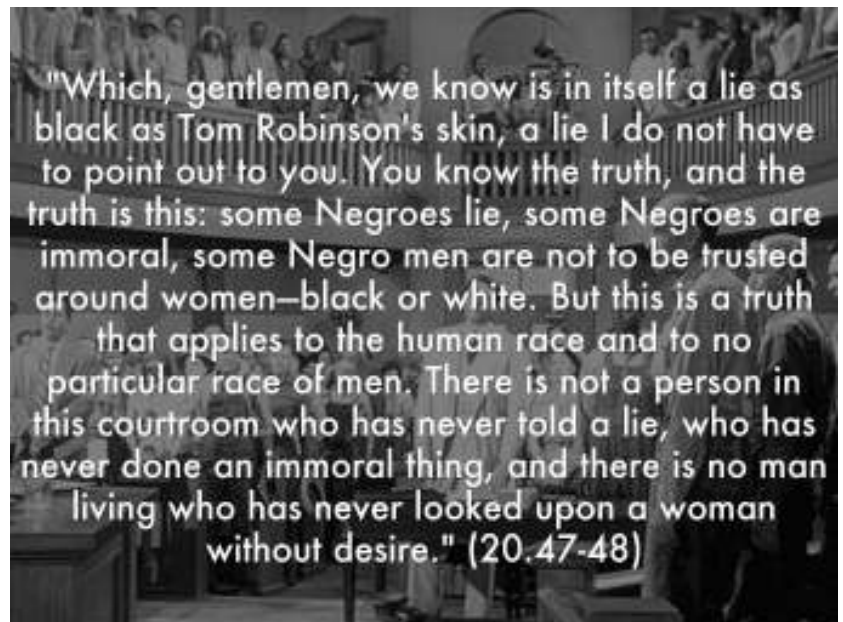 "Which, gentlemen, we know is in itself a lie as
black as Tom Robinson's skin, a lie I do not have
to point out to you. You know the truth, and the
truth is this: some Negroes lie, some Negroes are
immoral, some Negro men are not to be trusted
around women—black or white. But this is a truth
that applies to the human race and to no
particular race of men. There is not a person in
this courtroom who has never told a lie, who has
never done an immoral thing, and there is no man
living who has never looked upon a woman
without desire." (20.47-48)